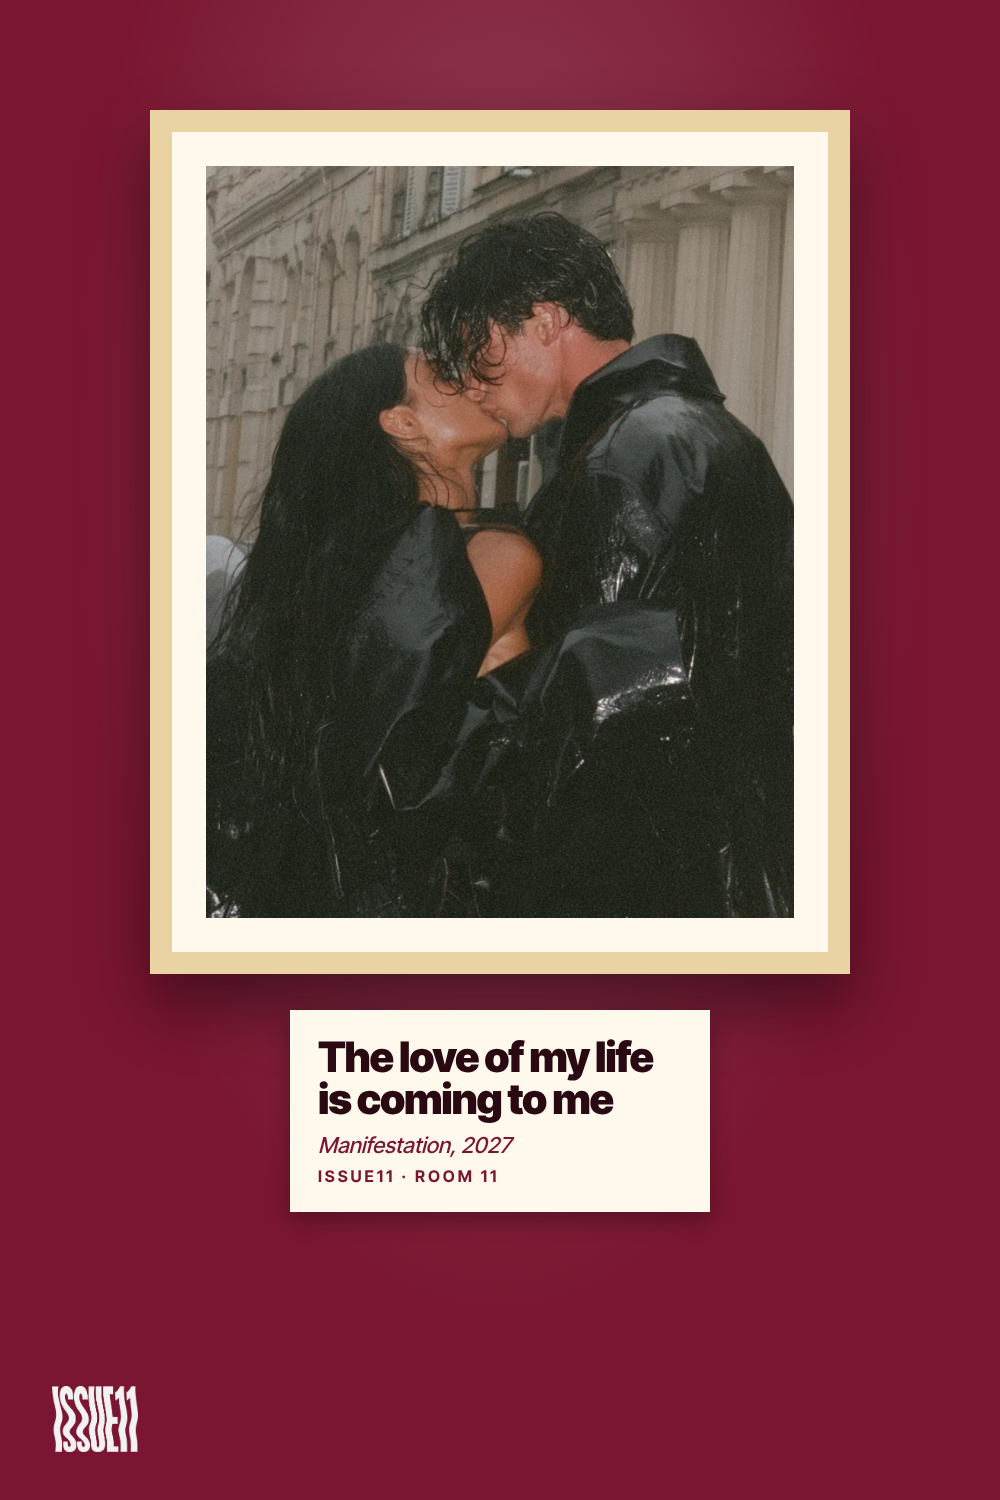 The love of my life
is coming to me
Manifestation, 2027
ISSUE11 · ROOM 11
ISSUE11